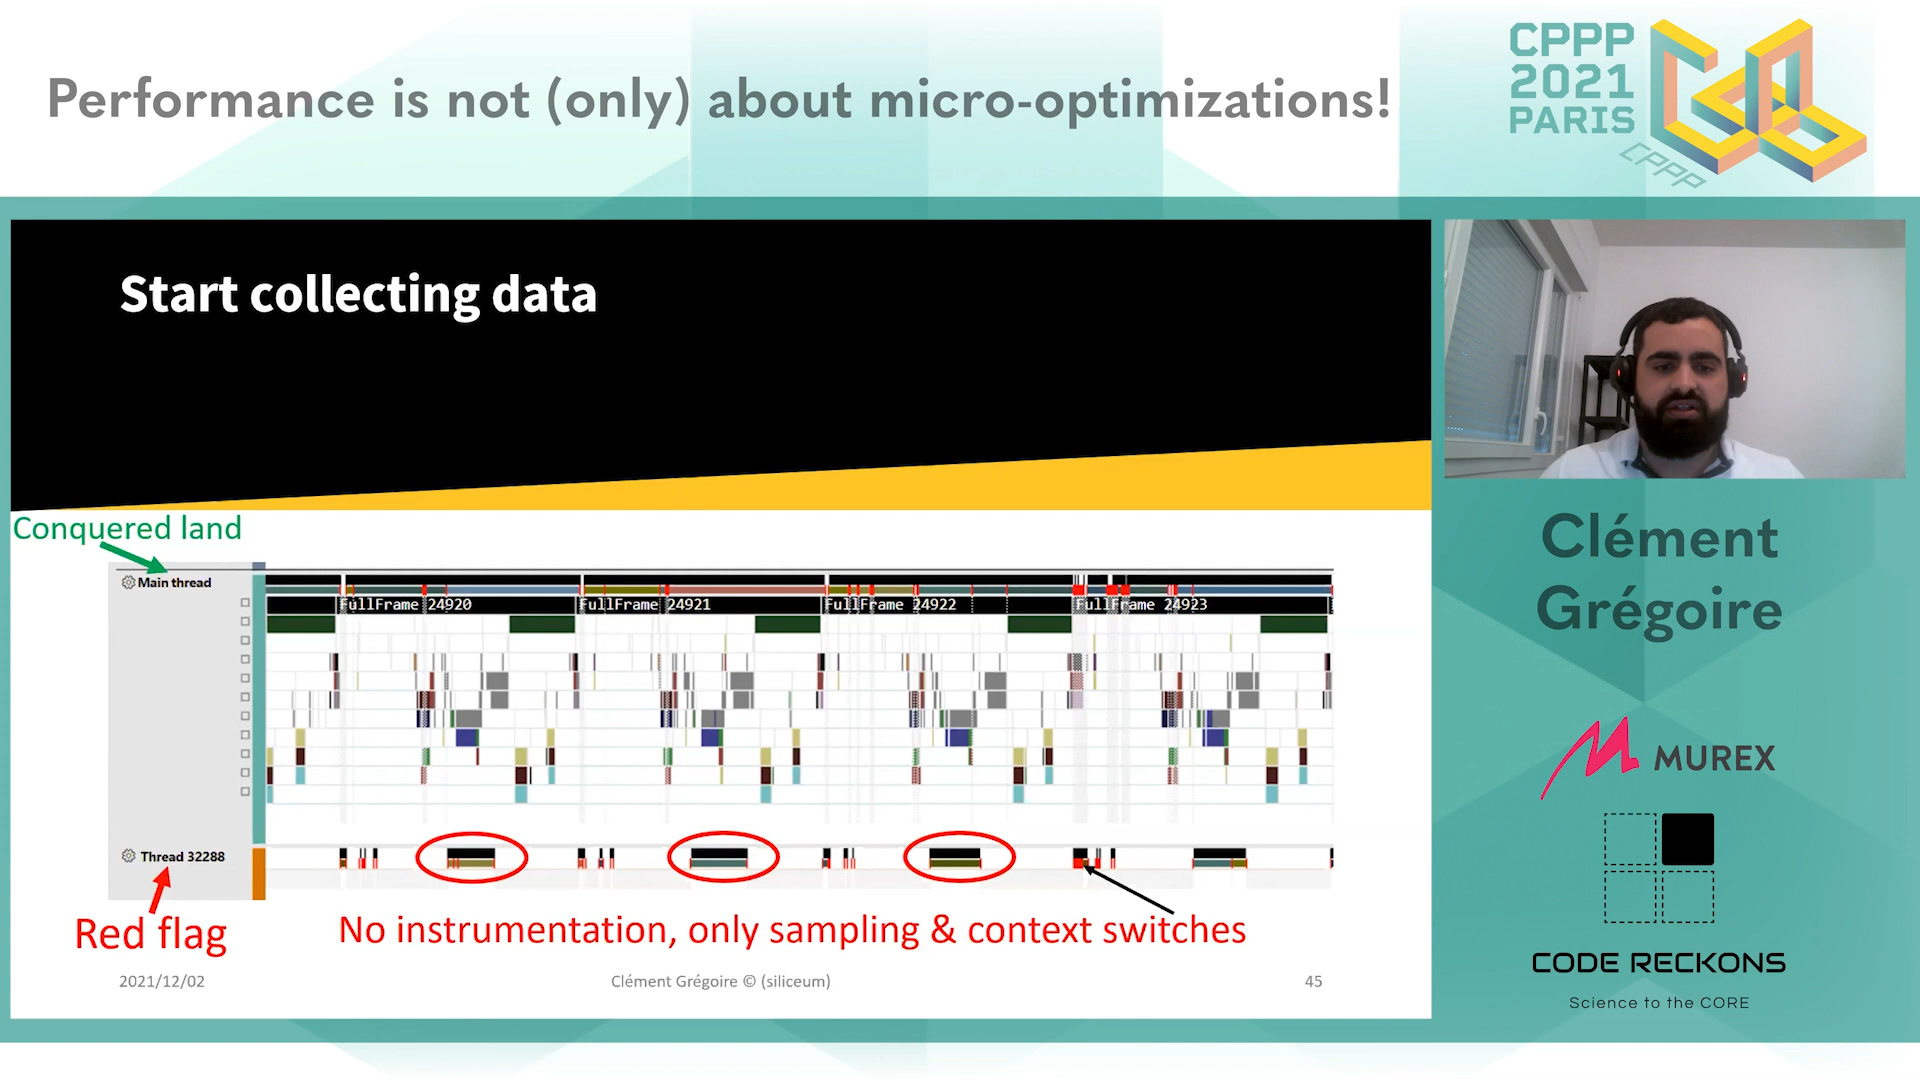 Performance is not (only) about micro-optimizations!
CPPP
2021
PARIS
CPPP
Start collecting data
Conquered land
Main thread
FullFrame 24920
FullFrame 24921
FullFrame 24922
FullFrame 24923
Thread 32288
Red flag
No instrumentation, only sampling & context switches
2021/12/02
Clément Grégoire © (siliceum)
45
Clément
Grégoire
MUREX
CODE RECKONS
Science to the CORE